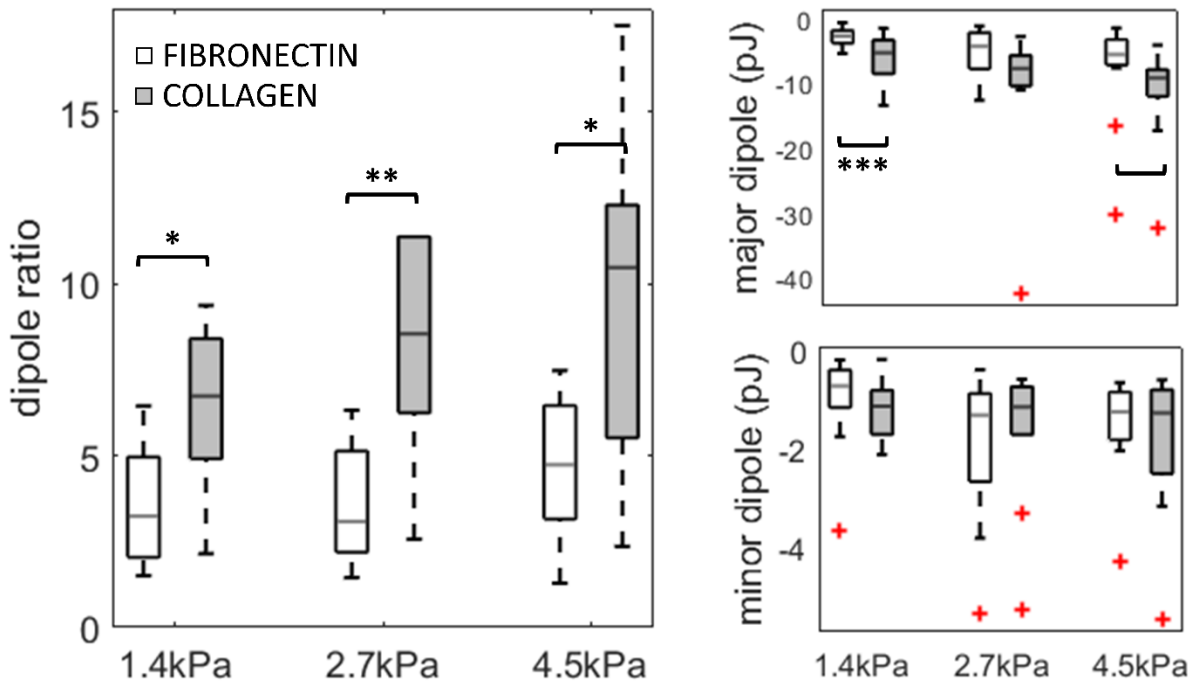 FIBRONECTIN
COLLAGEN
dipole ratio
15
10
5
0
*
**
*
1.4kPa 2.7kPa 4.5kPa
major dipole (pJ)
0
-10
-20
-30
-40
***
minor dipole (pJ)
0
-2
-4
1.4kPa 2.7kPa 4.5kPa